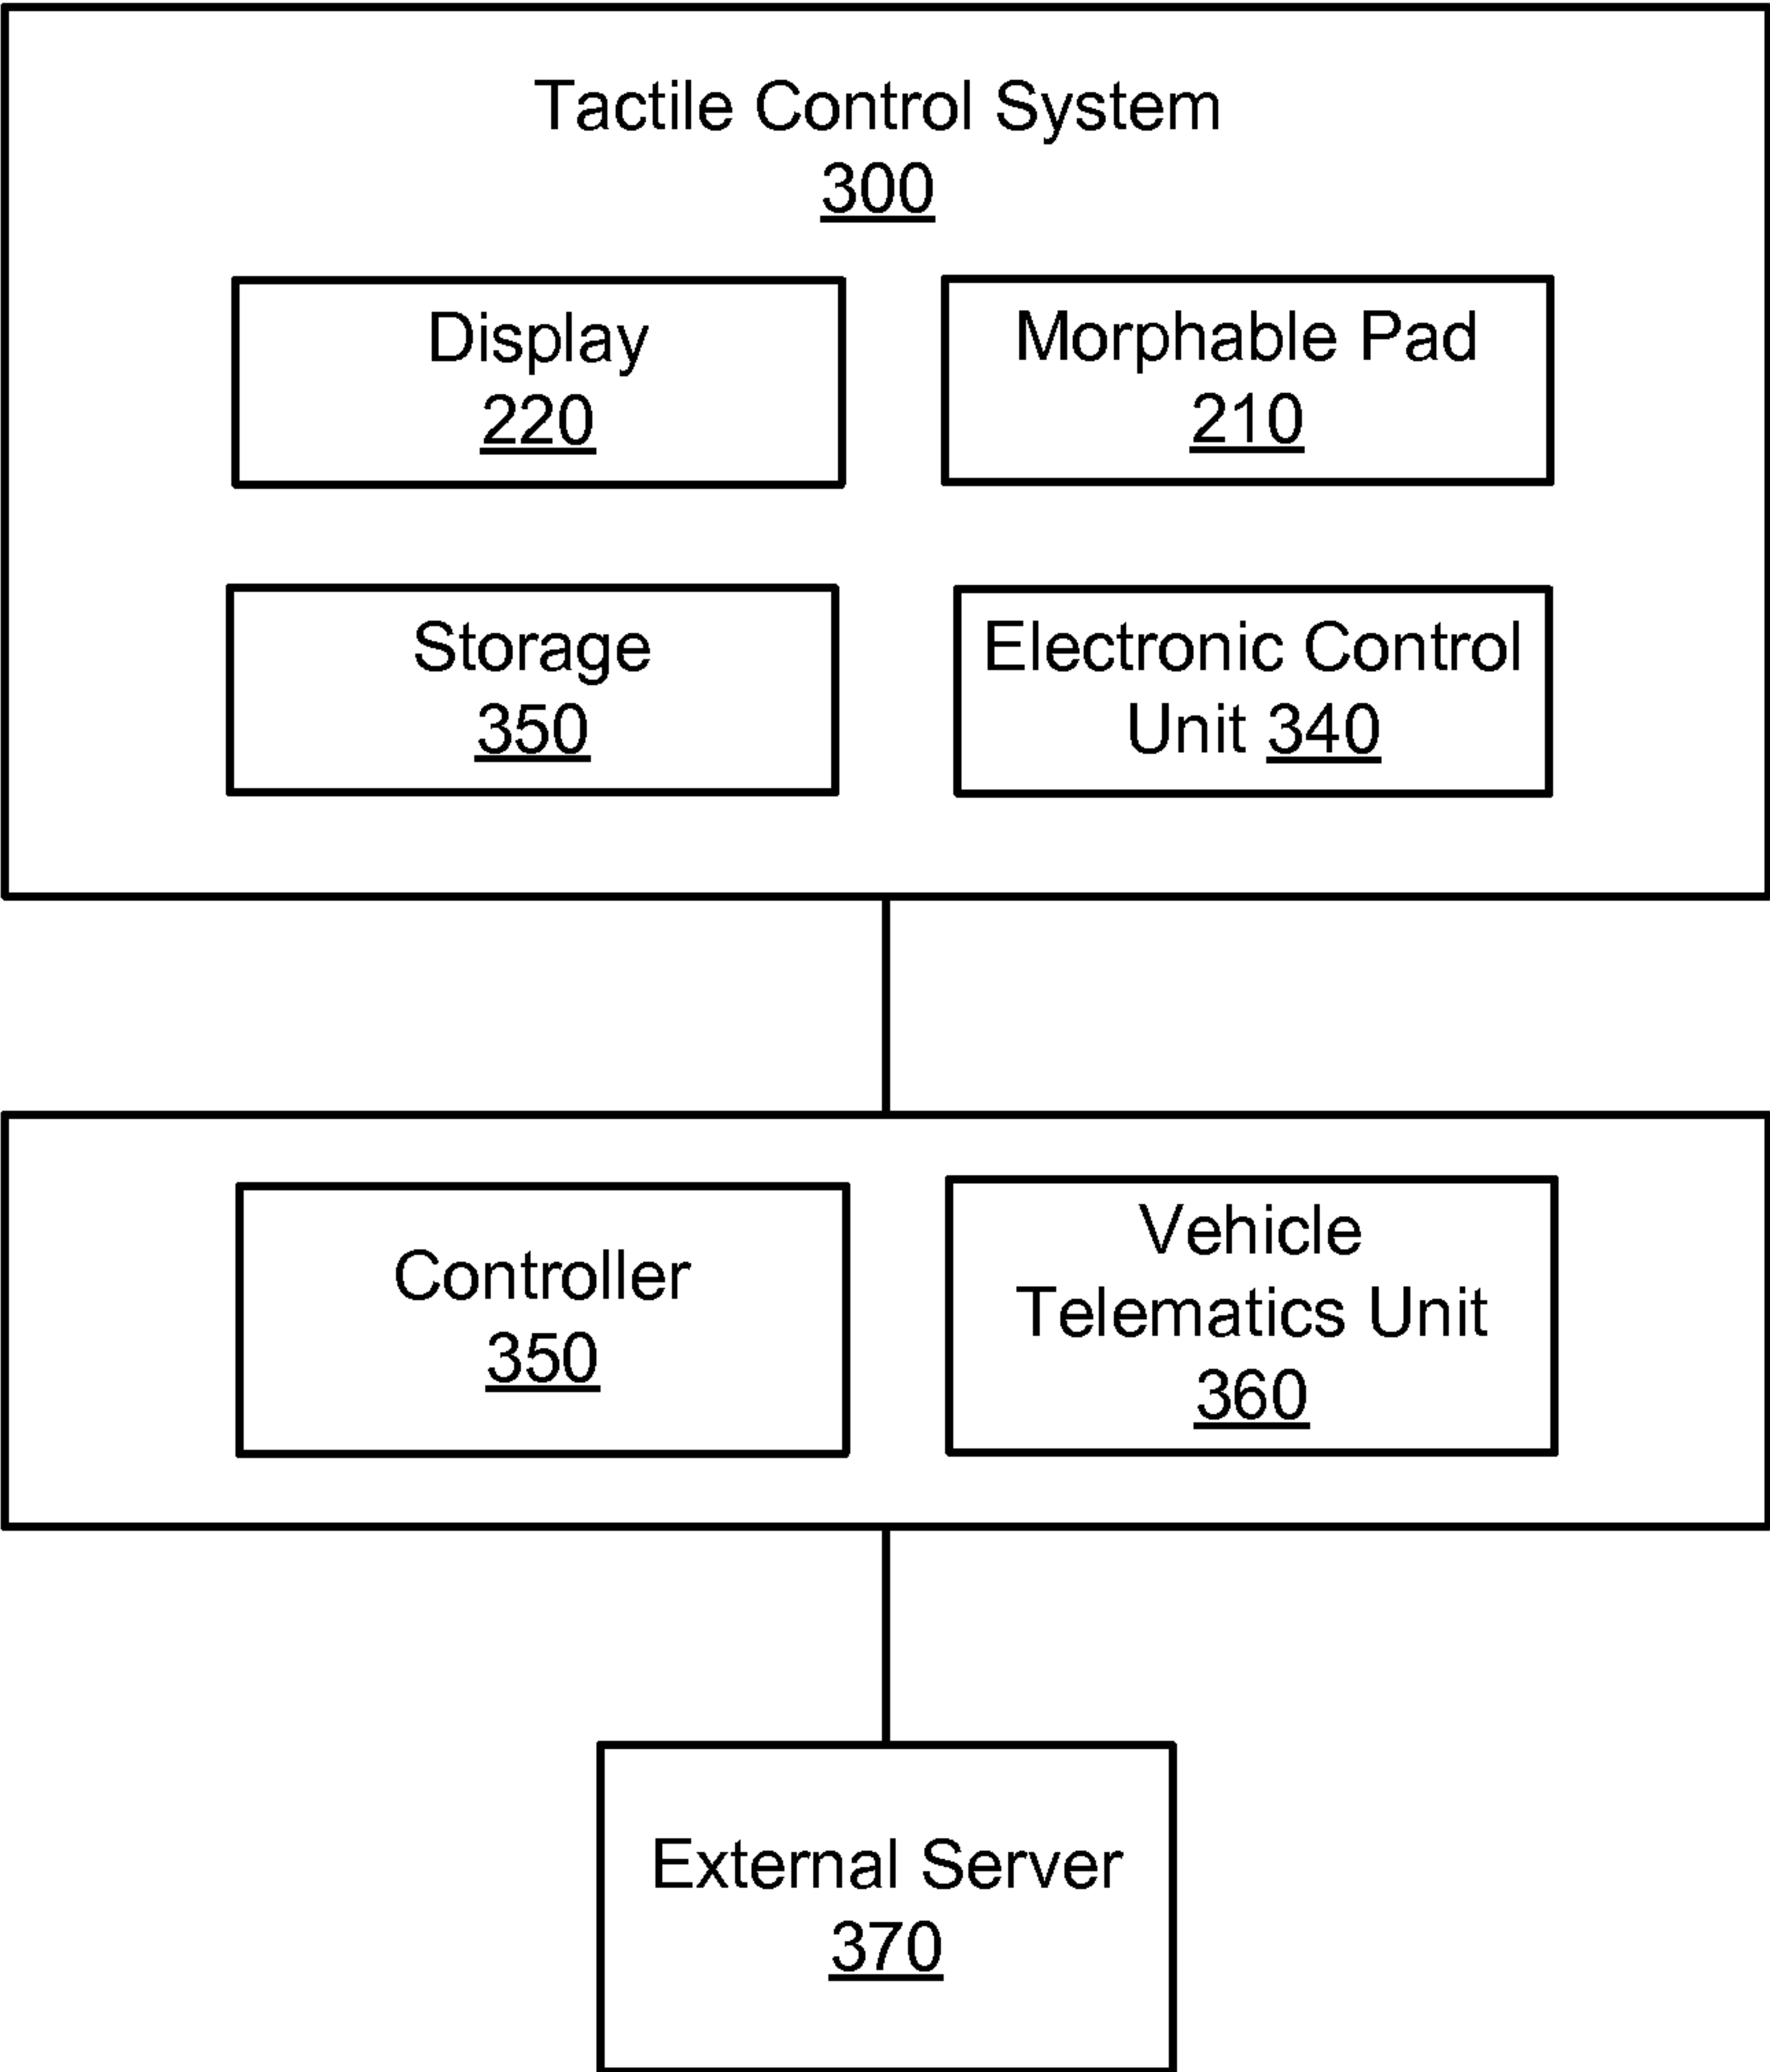 Tactile Control System
300
Display
220
Morphable Pad
210
Storage
350
Electronic Control
Unit 340
Controller
350
Vehicle
Telematics Unit
360
External Server
370